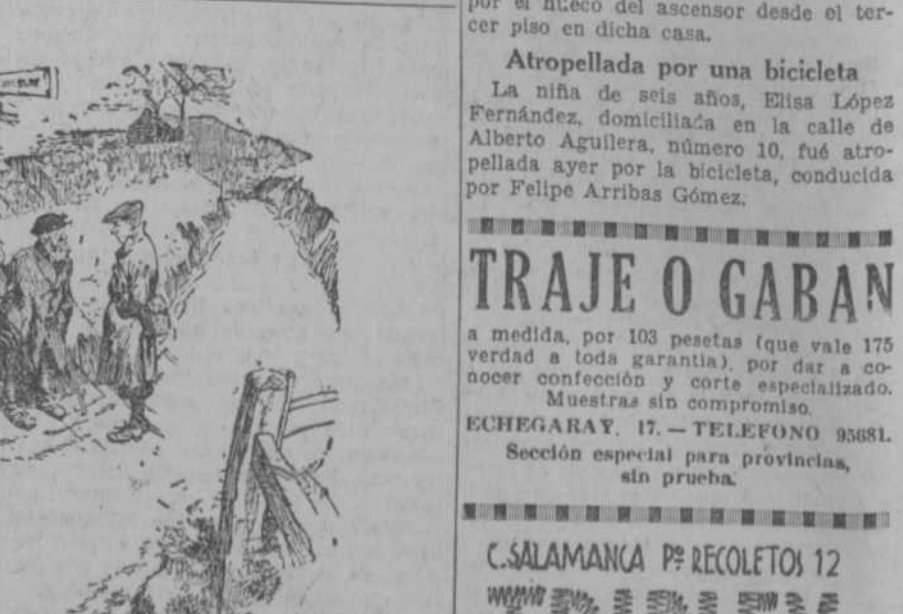 por el hueco del ascensor desde el ter-
cer piso en dicha casa.
Atropellada por una bicicleta
La niña de seis años, Elisa López
Fernández, domiciliada en la calle de
Alberto Aguilera, número 10, fué atro-
pellada ayer por la bicicleta, conducida
por Felipe Arribas Gómez.
TRAJE O GABAN
a medida, por 103 pesetas (que vale 175
verdad a toda garantia), por dar a co-
nocer confección y corte especializado.
Muestras sin compromiso.
ECHEGARAY, 17. — TELEFONO 95681.
Sección especial para provincias,
sin prueba.
C. SALAMANCA Pº RECOLETOS 12